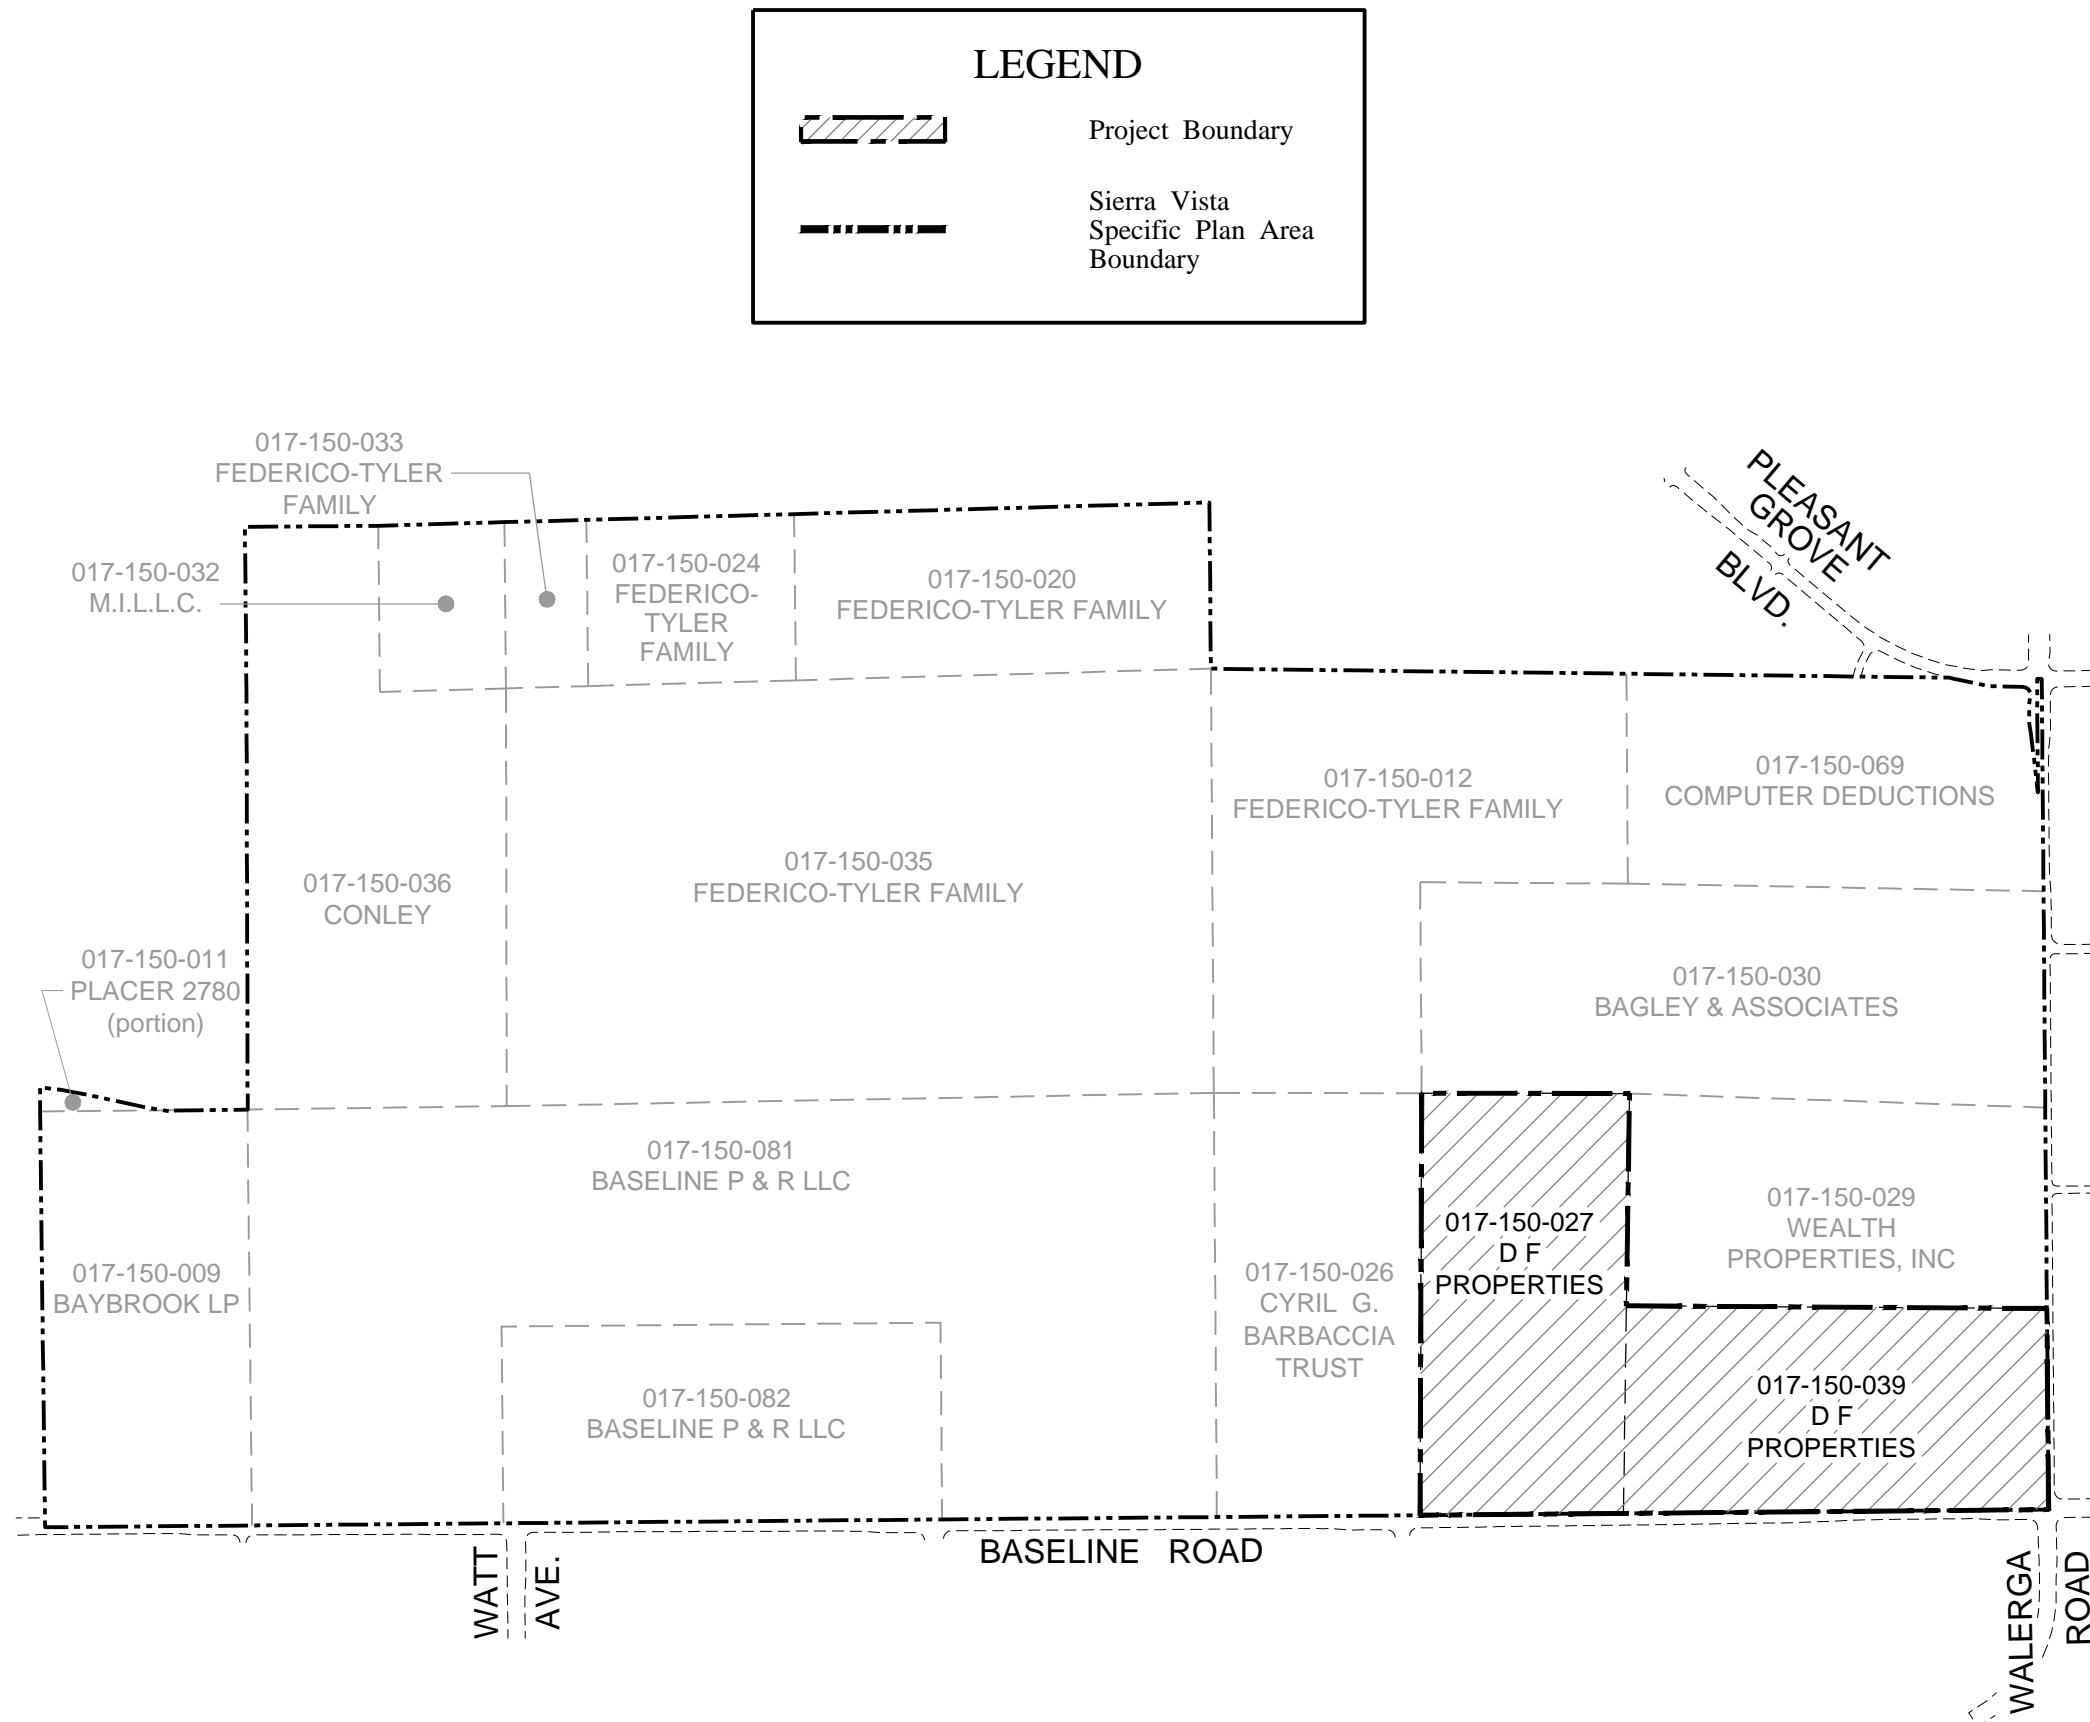 LEGEND
Project Boundary
Sierra Vista
Specific Plan Area
Boundary
017-150-033
FEDERICO-TYLER
FAMILY
017-150-032
M.I.L.L.C.
017-150-024
FEDERICO-
TYLER
FAMILY
017-150-020
FEDERICO-TYLER FAMILY
PLEASANT
GROVE
BLVD.
017-150-012
FEDERICO-TYLER FAMILY
017-150-069
COMPUTER DEDUCTIONS
017-150-035
FEDERICO-TYLER FAMILY
017-150-036
CONLEY
017-150-011
PLACER 2780
(portion)
017-150-030
BAGLEY & ASSOCIATES
017-150-081
BASELINE P & R LLC
017-150-029
WEALTH
PROPERTIES, INC
017-150-027
D F
PROPERTIES
017-150-009
BAYBROOK LP
017-150-026
CYRIL G.
BARBACCIA
TRUST
017-150-082
BASELINE P & R LLC
017-150-039
D F
PROPERTIES
BASELINE ROAD
WATT
AVE.
WALERGA
ROAD